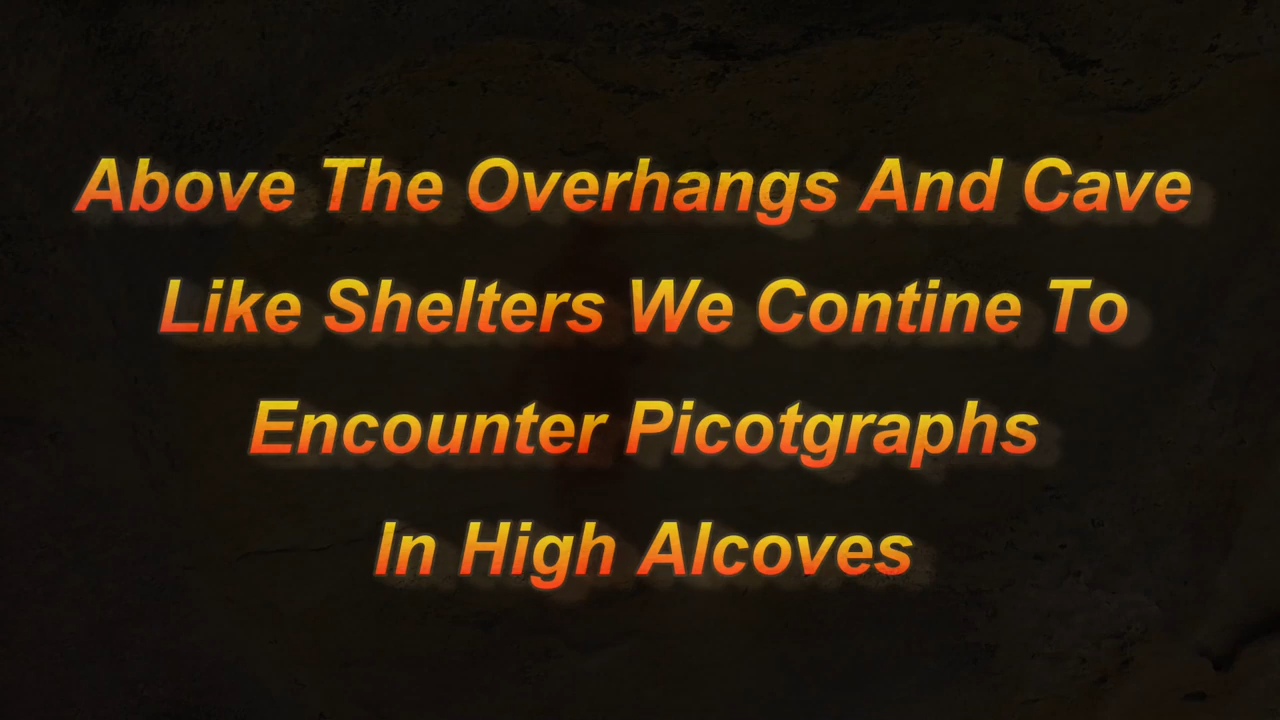 Above The Overhangs And Cave
Like Shelters We Contine To
Encounter Picotgraphs
In High Alcoves